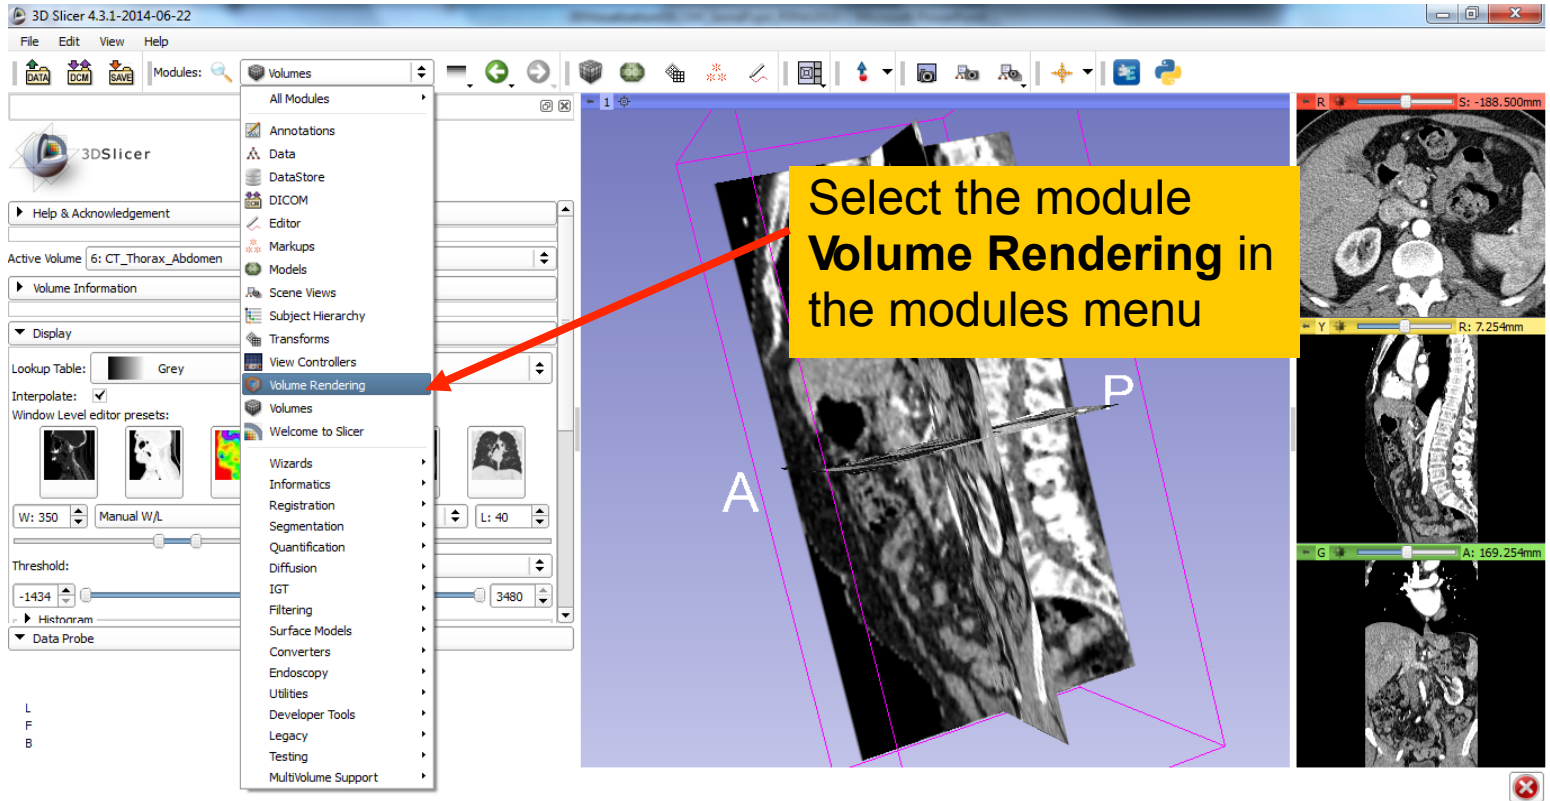 3D Slicer 4.3.1-2014-06-22
File Edit View Help
DATA DCM SAVE Modules: Volumes
All Modules
Annotations
Data
DataStore
DICOM
Editor
Markups
Models
Scene Views
Subject Hierarchy
Transforms
View Controllers
Volume Rendering
Volumes
Welcome to Slicer
Wizards
Informatics
Registration
Segmentation
Quantification
Diffusion
IGT
Filtering
Surface Models
Converters
Endoscopy
Utilities
Developer Tools
Legacy
Testing
MultiVolume Support
3DSlicer
Help & Acknowledgement
Active Volume 6: CT_Thorax_Abdomen
Volume Information
Display
Lookup Table: Grey
Interpolate:
Window Level editor presets:
W: 350 Manual W/L L: 40
Threshold:
-1434 3480
Histogram
Data Probe
L
F
B
1
Select the module
Volume Rendering in
the modules menu
A
P
R S: -188.500mm
Y R: 7.254mm
G A: 169.254mm